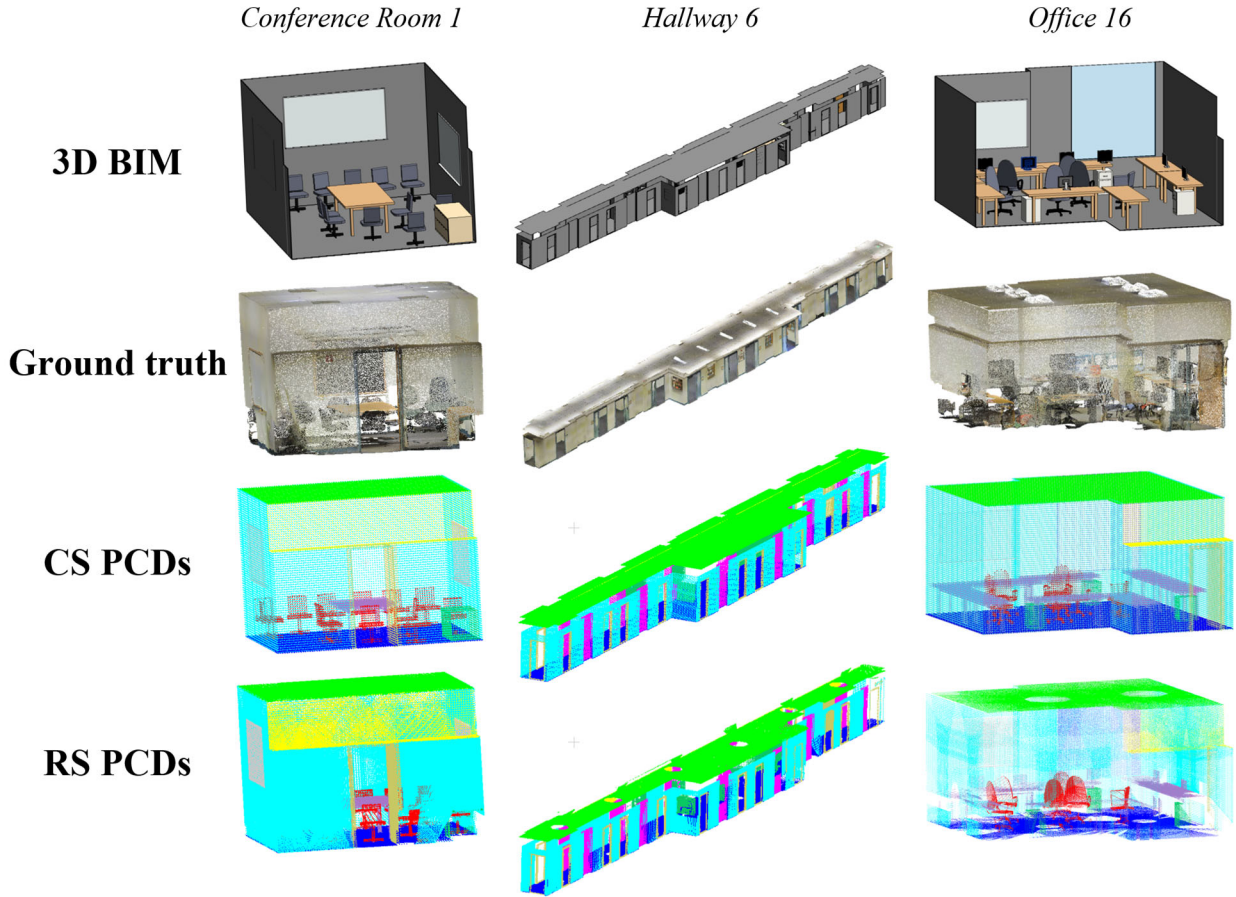 Conference Room 1
Hallway 6
Office 16
3D BIM
Ground truth
CS PCDs
RS PCDs